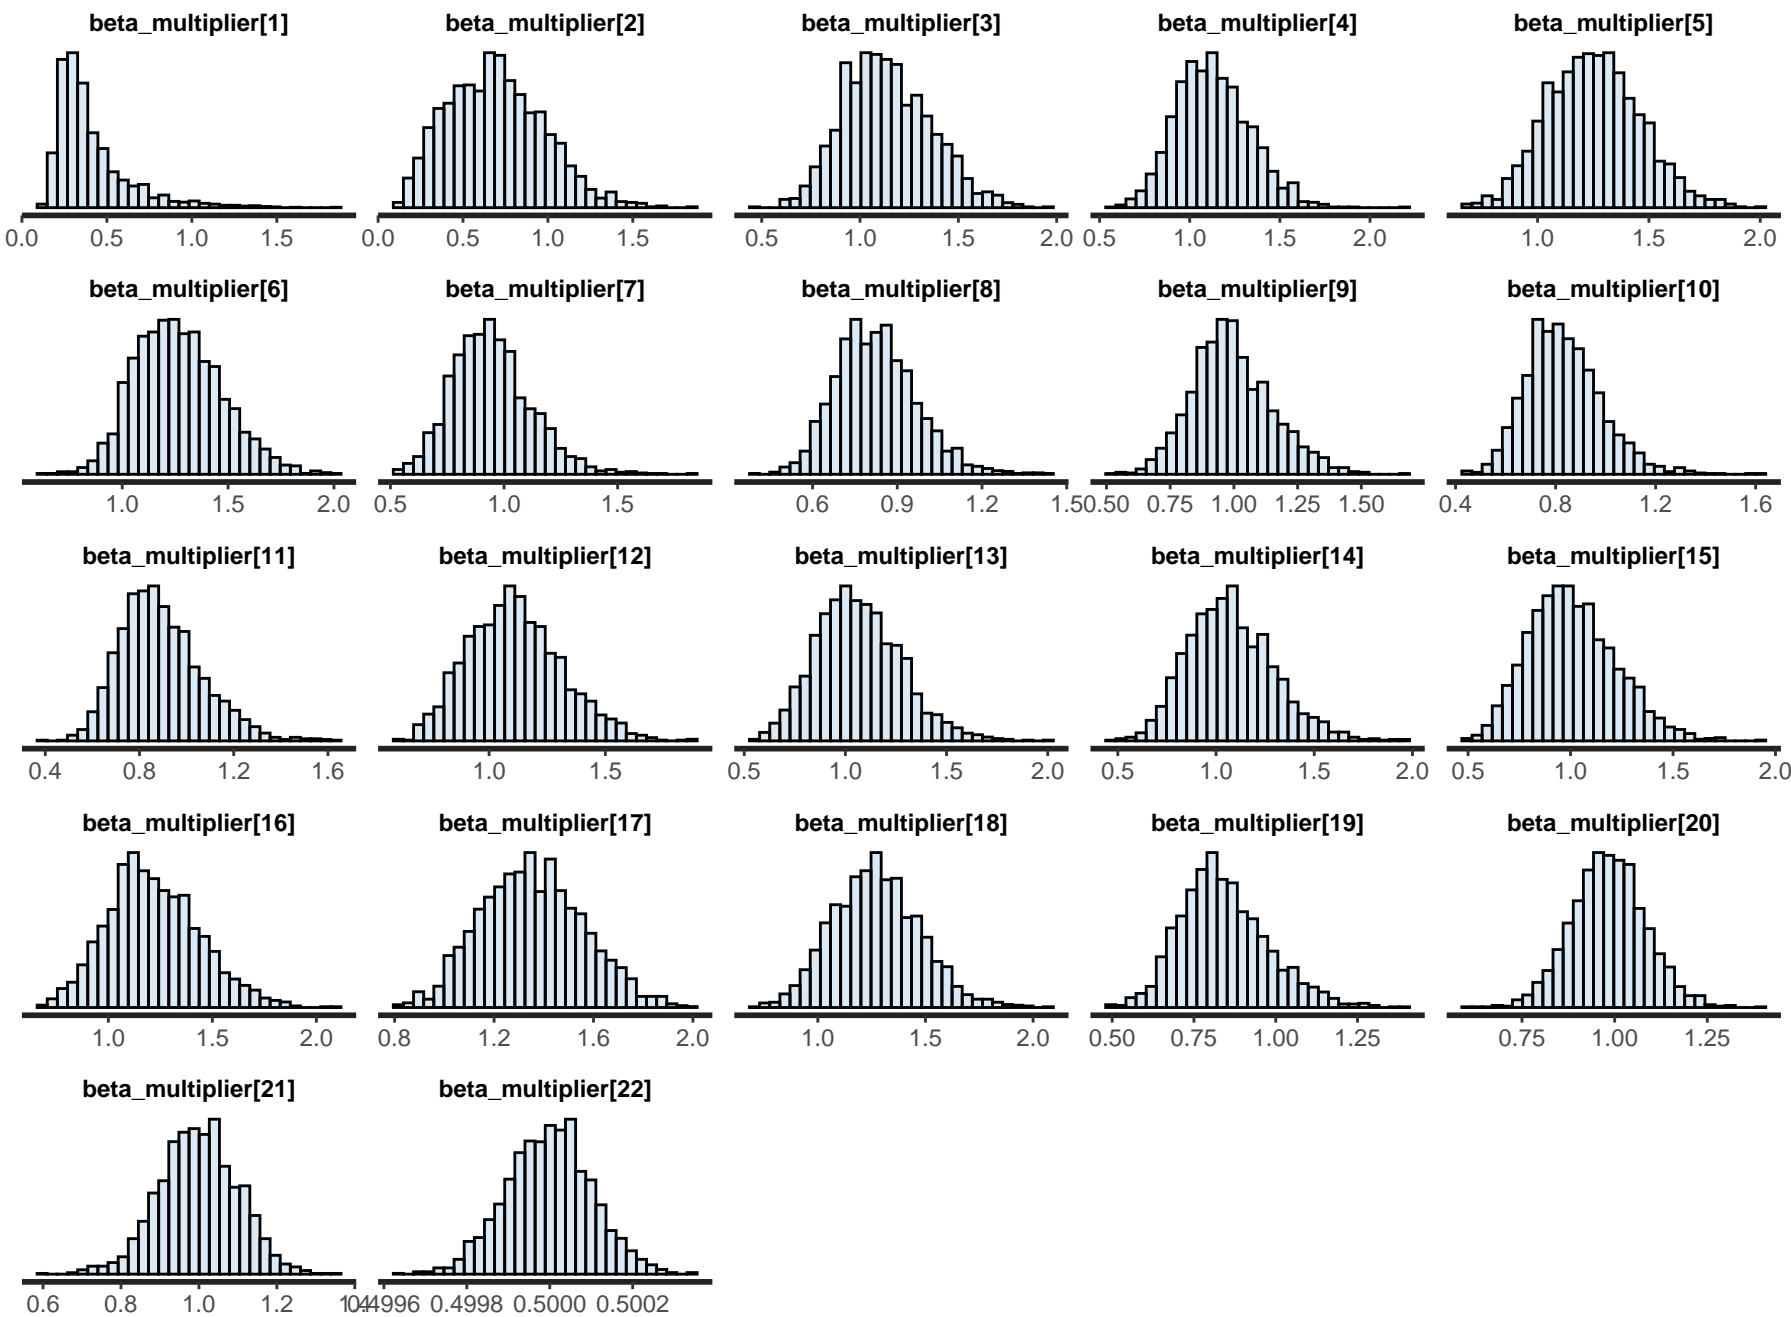 beta_multiplier[1] beta_multiplier[2] beta_multiplier[3] beta_multiplier[4] beta_multiplier[5]
0.0 0.5 1.0 1.5 0.0 0.5 1.0 1.5 0.5 1.0 1.5 2.0 0.5 1.0 1.5 2.0 1.0 1.5 2.0
beta_multiplier[6] beta_multiplier[7] beta_multiplier[8] beta_multiplier[9] beta_multiplier[10]
1.0 1.5 2.0 0.5 1.0 1.5 0.6 0.9 1.2 1.5 0.50 0.75 1.00 1.25 1.50 0.4 0.8 1.2 1.6
beta_multiplier[11] beta_multiplier[12] beta_multiplier[13] beta_multiplier[14] beta_multiplier[15]
0.4 0.8 1.2 1.6 1.0 1.5 0.5 1.0 1.5 2.0 0.5 1.0 1.5 2.0 0.5 1.0 1.5 2.0
beta_multiplier[16] beta_multiplier[17] beta_multiplier[18] beta_multiplier[19] beta_multiplier[20]
1.0 1.5 2.0 0.8 1.2 1.6 2.0 1.0 1.5 2.0 0.50 0.75 1.00 1.25 0.75 1.00 1.25
beta_multiplier[21] beta_multiplier[22]
0.6 0.8 1.0 1.2 1.4 0.4996 0.4998 0.5000 0.5002